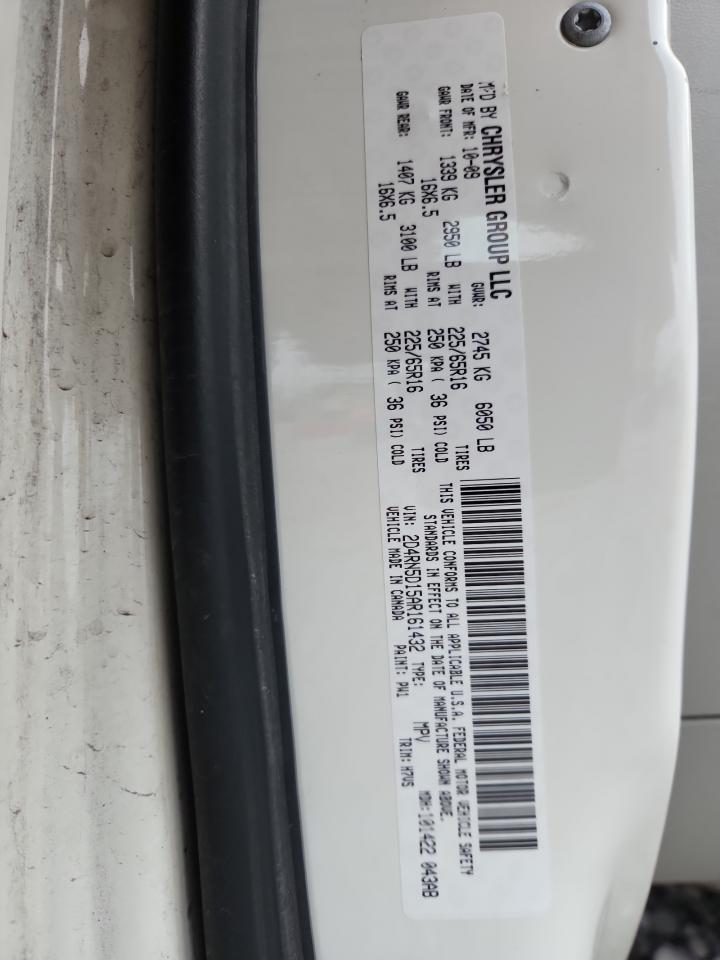 MFD BY CHRYSLER GROUP LLC
DATE OF MFR: 10-09 GVWR: 2745 KG 6050 LB
GAWR FRONT: 1339 KG 2950 LB WITH 225/65R16 TIRES
16X6.5 RIMS AT 250 KPA ( 36 PSI) COLD
GAWR REAR: 1407 KG 3100 LB WITH 225/65R16 TIRES
16X6.5 RIMS AT 250 KPA ( 36 PSI) COLD
THIS VEHICLE CONFORMS TO ALL APPLICABLE U.S.A. FEDERAL MOTOR VEHICLE SAFETY
STANDARDS IN EFFECT ON THE DATE OF MANUFACTURE SHOWN ABOVE.
VIN: 2D4RN5D15AR161432 TYPE: MPV MDH:101422 043AB
VEHICLE MADE IN CANADA PAINT: PW1 TRIM: H7VS